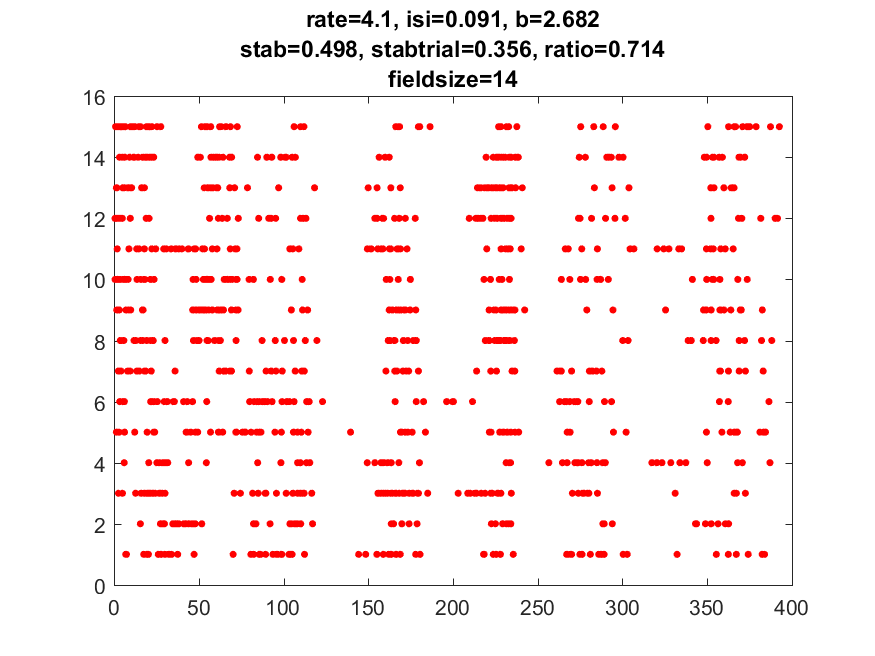 rate=4.1, isi=0.091, b=2.682
stab=0.498, stabtrial=0.356, ratio=0.714
fieldsize=14
16
14
12
10
8
6
4
2
0
0 50 100 150 200 250 300 350 400